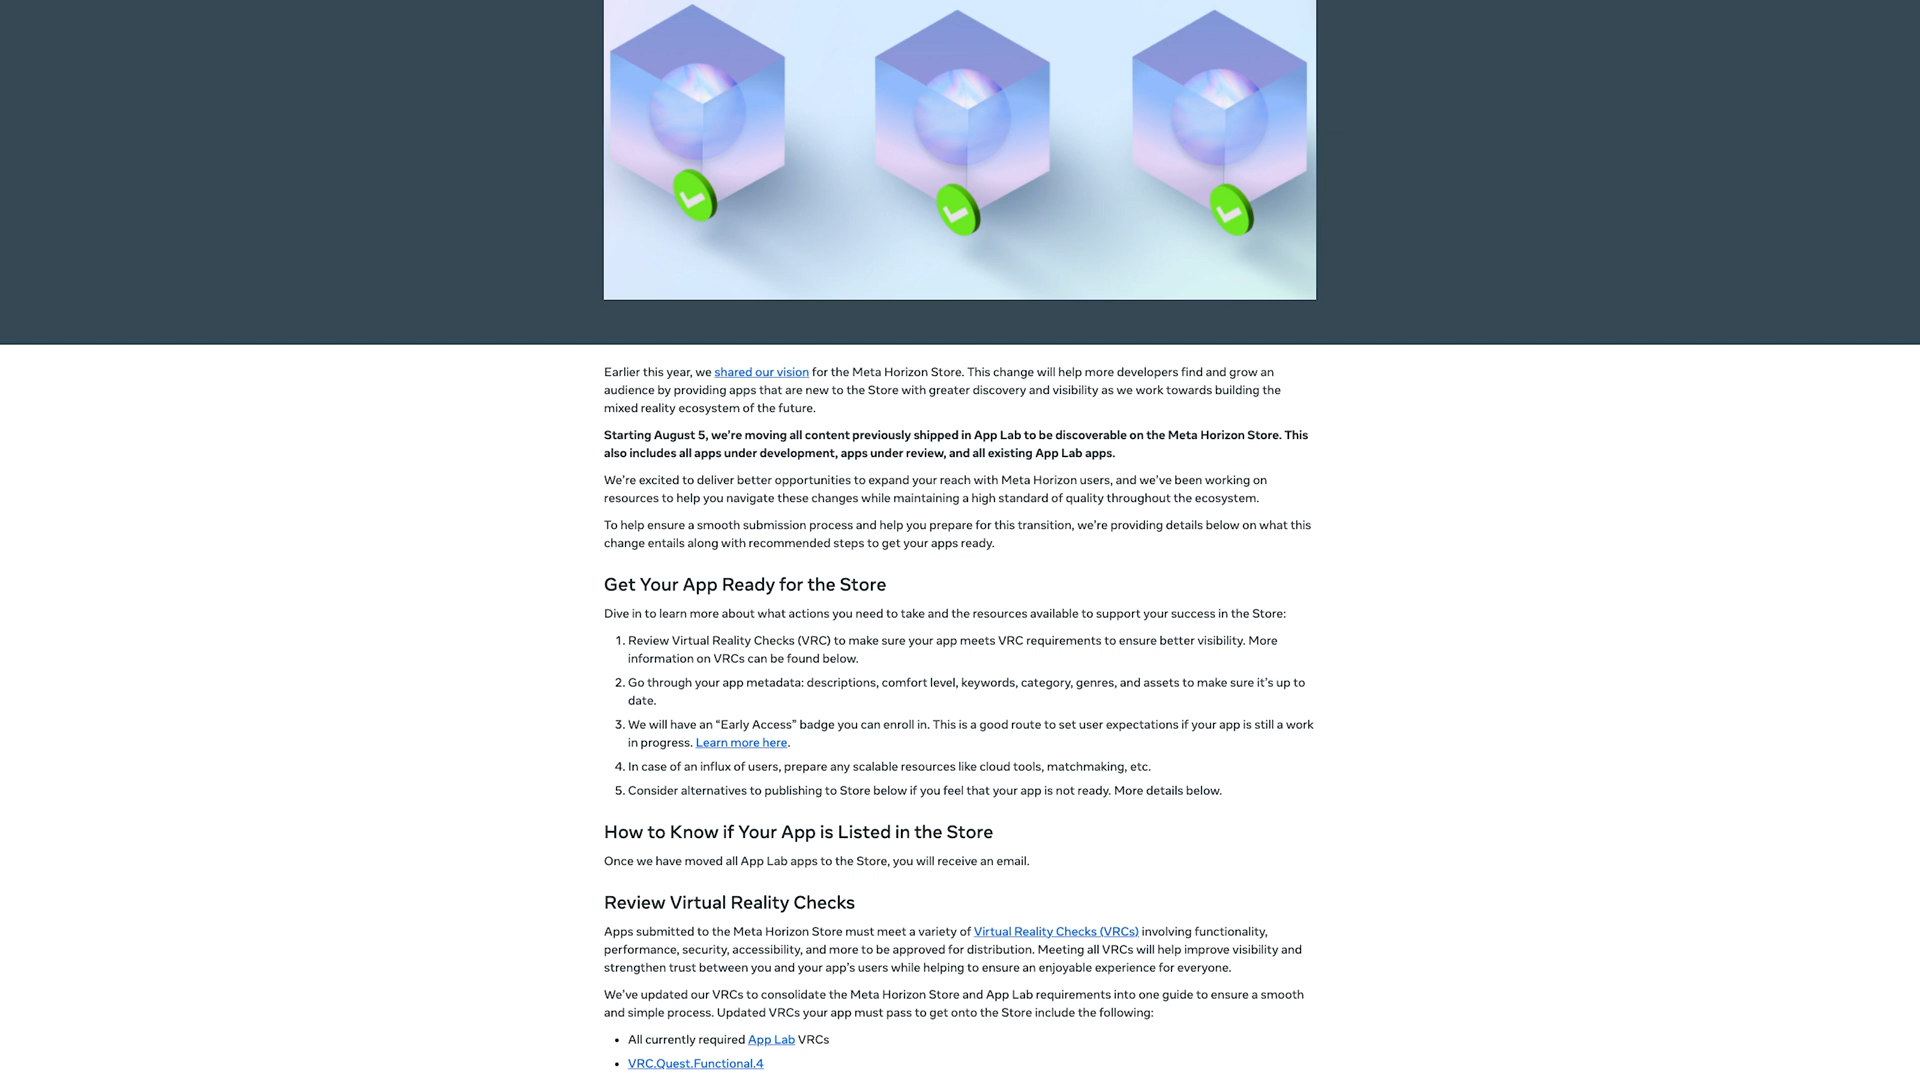 Earlier this year, we shared our vision for the Meta Horizon Store. This change will help more developers find and grow an
audience by providing apps that are new to the Store with greater discovery and visibility as we work towards building the
mixed reality ecosystem of the future.
Starting August 5, we're moving all content previously shipped in App Lab to be discoverable on the Meta Horizon Store. This
also includes all apps under development, apps under review, and all existing App Lab apps.
We're excited to deliver better opportunities to expand your reach with Meta Horizon users, and we've been working on
resources to help you navigate these changes while maintaining a high standard of quality throughout the ecosystem.
To help ensure a smooth submission process and help you prepare for this transition, we're providing details below on what this
change entails along with recommended steps to get your apps ready.
Get Your App Ready for the Store
Dive in to learn more about what actions you need to take and the resources available to support your success in the Store:
1. Review Virtual Reality Checks (VRC) to make sure your app meets VRC requirements to ensure better visibility. More
information on VRCs can be found below.
2. Go through your app metadata: descriptions, comfort level, keywords, category, genres, and assets to make sure it's up to
date.
3. We will have an “Early Access” badge you can enroll in. This is a good route to set user expectations if your app is still a work
in progress. Learn more here.
4. In case of an influx of users, prepare any scalable resources like cloud tools, matchmaking, etc.
5. Consider alternatives to publishing to Store below if you feel that your app is not ready. More details below.
How to Know if Your App is Listed in the Store
Once we have moved all App Lab apps to the Store, you will receive an email.
Review Virtual Reality Checks
Apps submitted to the Meta Horizon Store must meet a variety of Virtual Reality Checks (VRCs) involving functionality,
performance, security, accessibility, and more to be approved for distribution. Meeting all VRCs will help improve visibility and
strengthen trust between you and your app's users while helping to ensure an enjoyable experience for everyone.
We've updated our VRCs to consolidate the Meta Horizon Store and App Lab requirements into one guide to ensure a smooth
and simple process. Updated VRCs your app must pass to get onto the Store include the following:
• All currently required App Lab VRCs
• VRC.Quest.Functional.4